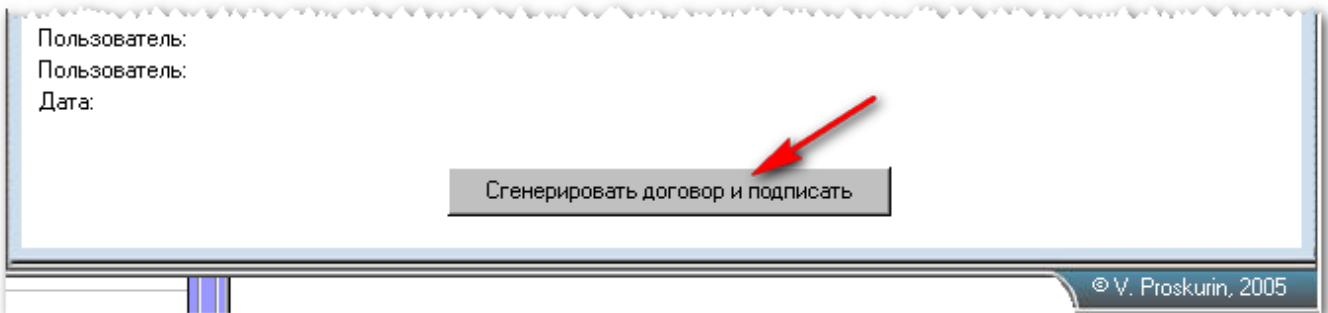 Пользователь:
Пользователь:
Дата:
Сгенерировать договор и подписать
© V. Proskurin, 2005